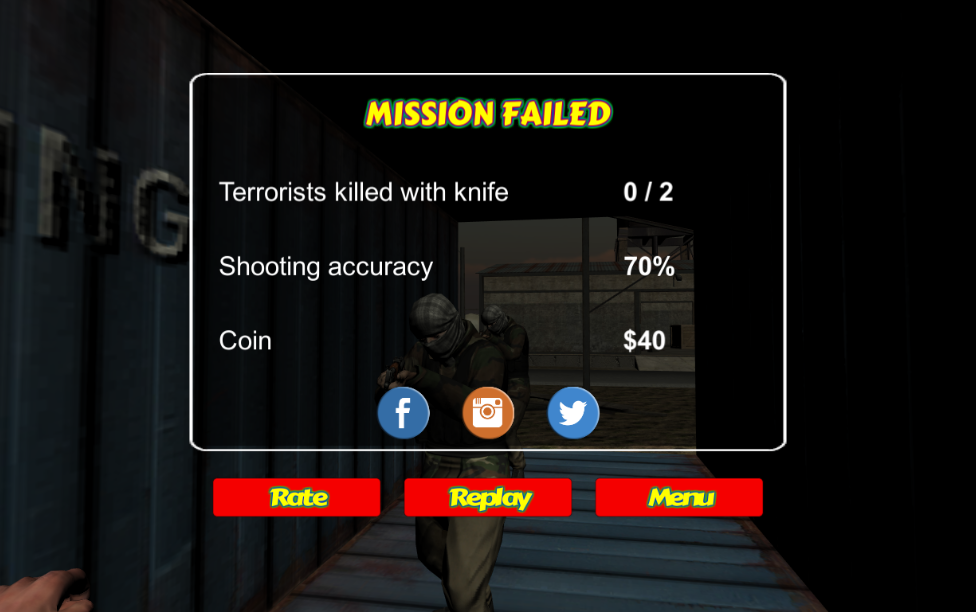 MISSION FAILED
Terrorists killed with knife 0 / 2
Shooting accuracy 70%
Coin $40
Rate Replay Menu